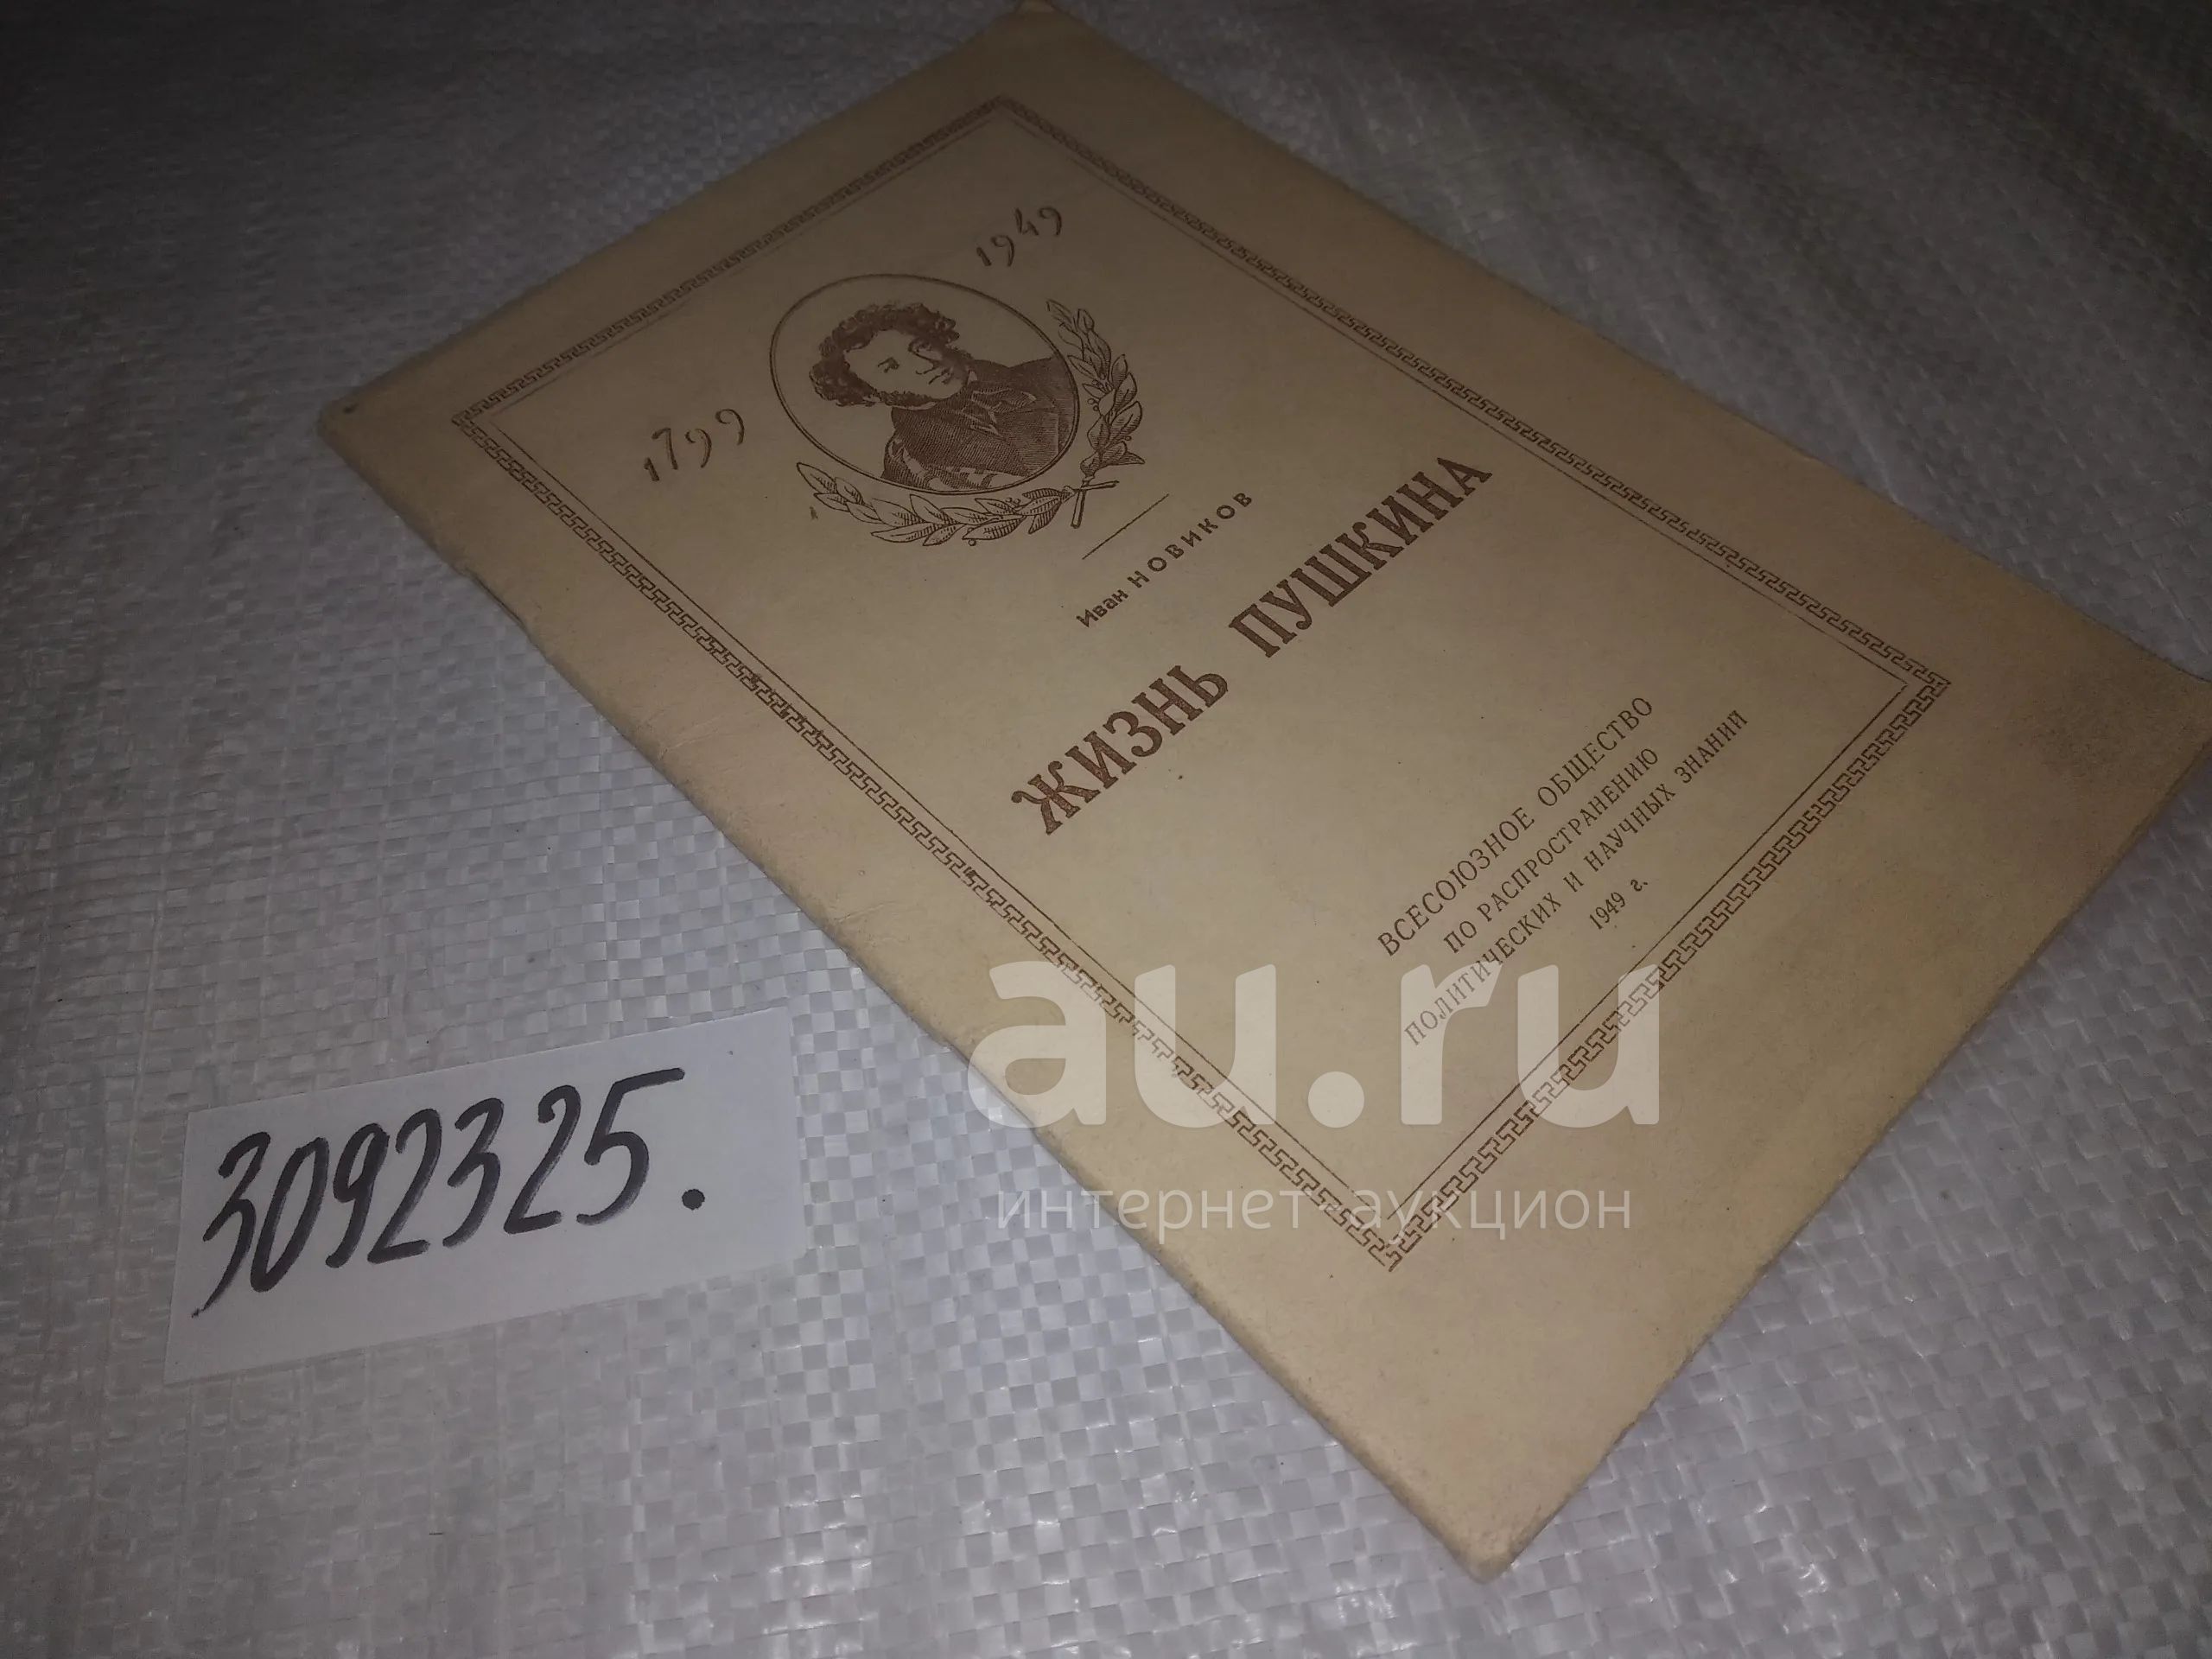 1799 1949
Иван НОВИКОВ
ЖИЗНЬ ПУШКИНА
ВСЕСОЮЗНОЕ ОБЩЕСТВО
ПО РАСПРОСТРАНЕНИЮ
ПОЛИТИЧЕСКИХ И НАУЧНЫХ ЗНАНИЙ
1949 г.
3092325.
au.ru
интернет аукцион